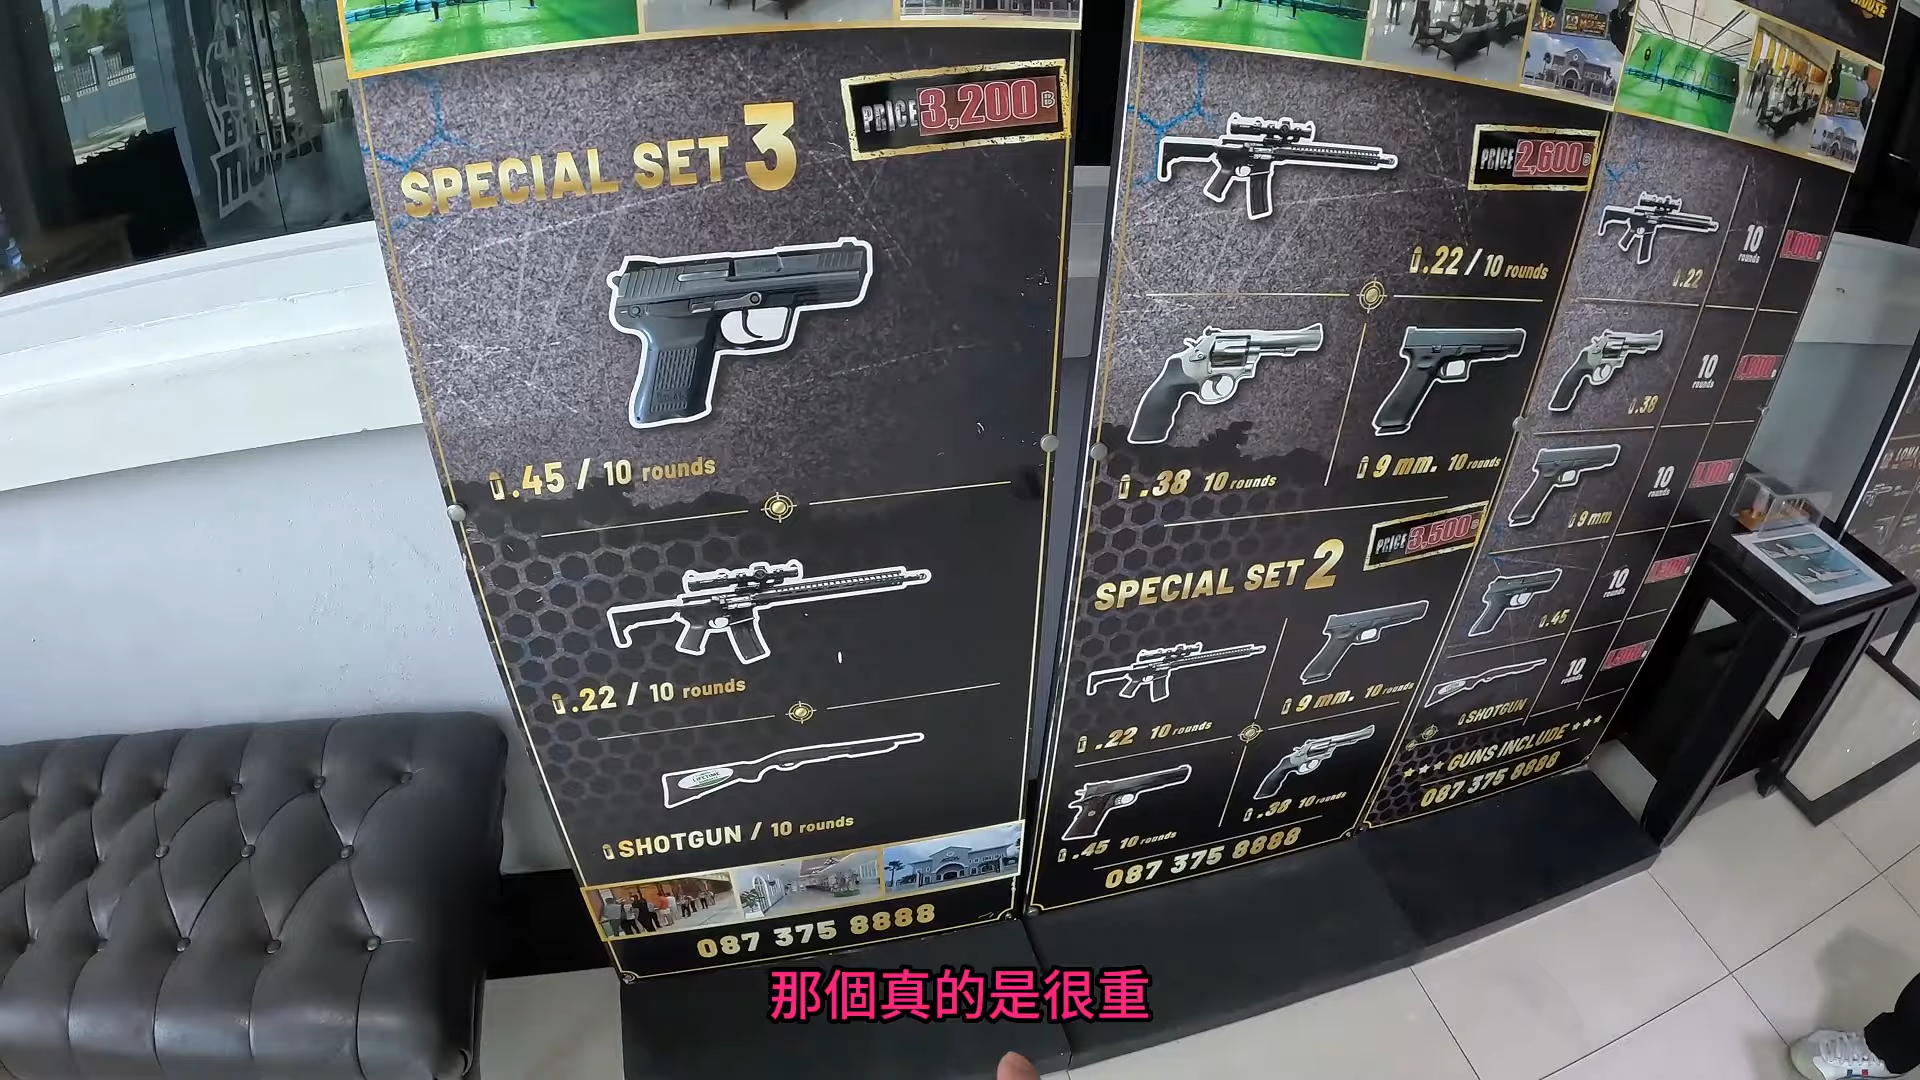 SPECIAL SET 3
PRICE 3,200฿
.45 / 10 rounds
.22 / 10 rounds
LIFETIME
SHOTGUN / 10 rounds
087 375 8888
PRICE 2,600฿
.22 / 10 rounds
.38 10 rounds
9 mm. 10 rounds
SPECIAL SET 2
PRICE 3,500฿
.22 10 rounds
9 mm. 10 rounds
.45 10 rounds
.38 10 rounds
087 375 8888
.22
10 rounds
.38
10 rounds
9 mm
10 rounds
.45
10 rounds
SHOTGUN
10 rounds
GUNS INCLUDE
087 375 8888
那個真的是很重